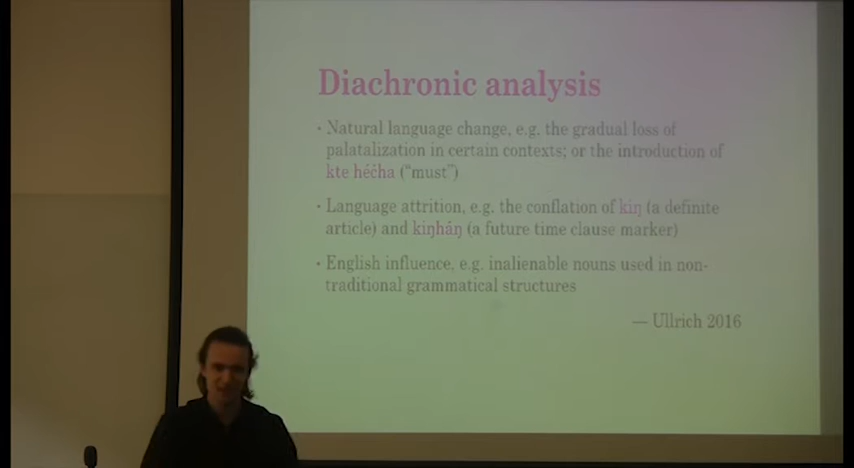 Diachronic analysis
· Natural language change, e.g. the gradual loss of
palatalization in certain contexts; or the introduction of
kte héčha ("must")
· Language attrition, e.g. the conflation of kiŋ (a definite
article) and kiŋháŋ (a future time clause marker)
· English influence, e.g. inalienable nouns used in non-
traditional grammatical structures
— Ullrich 2016